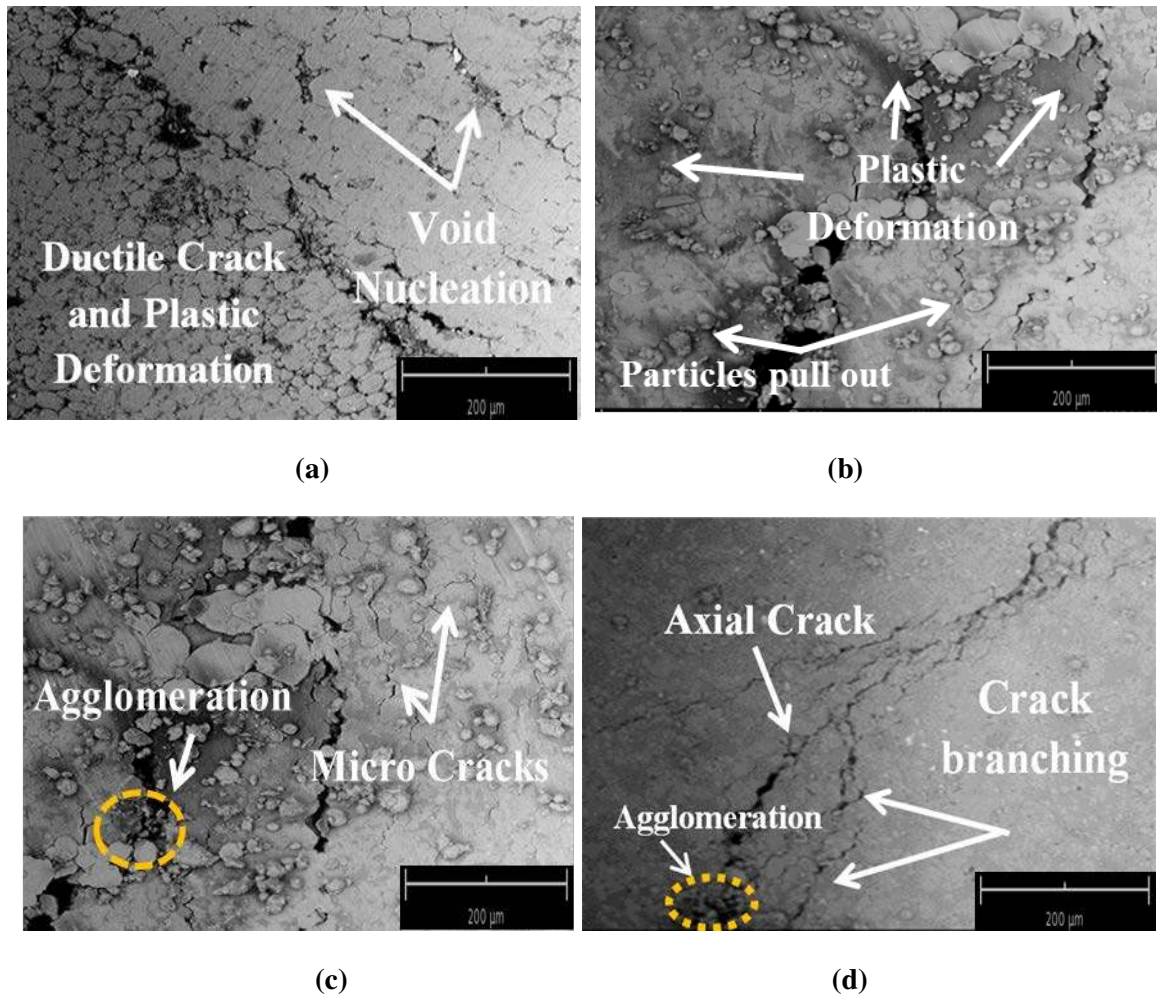 Void
Nucleation
Ductile Crack
and Plastic
Deformation
200 µm
(a)
Plastic
Deformation
Particles pull out
200 µm
(b)
Agglomeration
Micro Cracks
200 µm
(c)
Axial Crack
Crack
branching
Agglomeration
200 µm
(d)